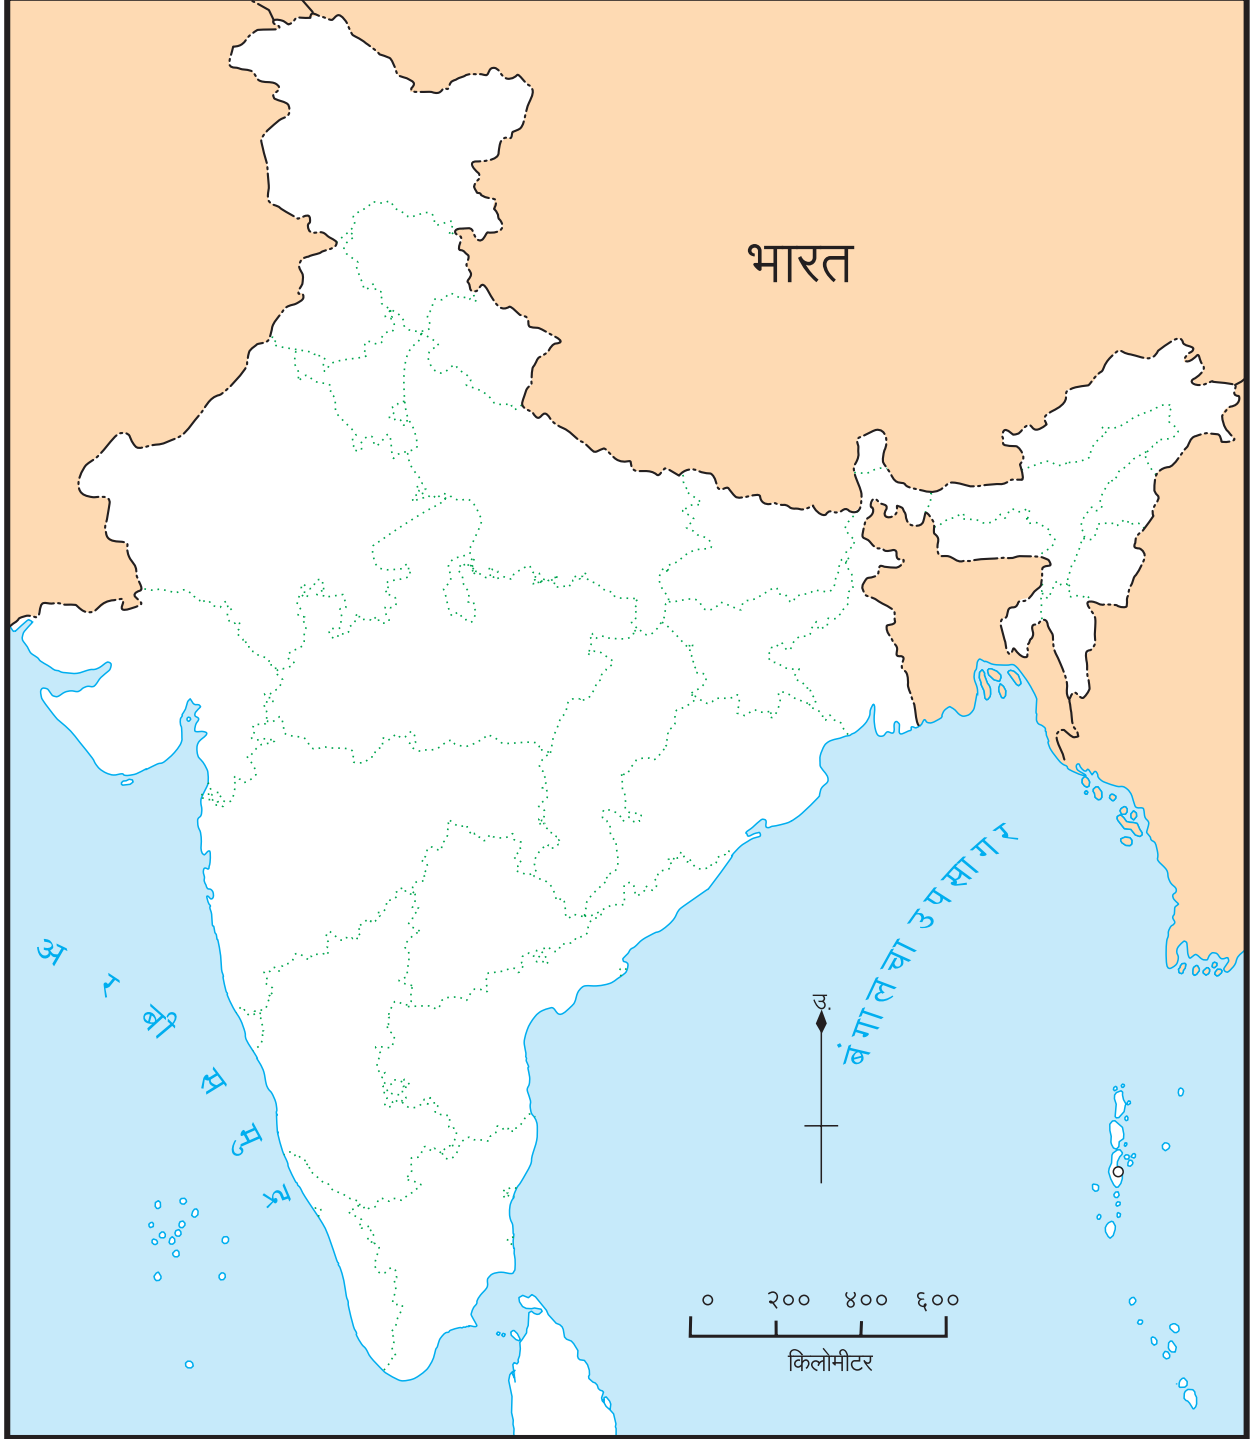 भारत
बंगालचा उपसागर
अरबी समुद्र
उ.
० २०० ४०० ६००
किलोमीटर